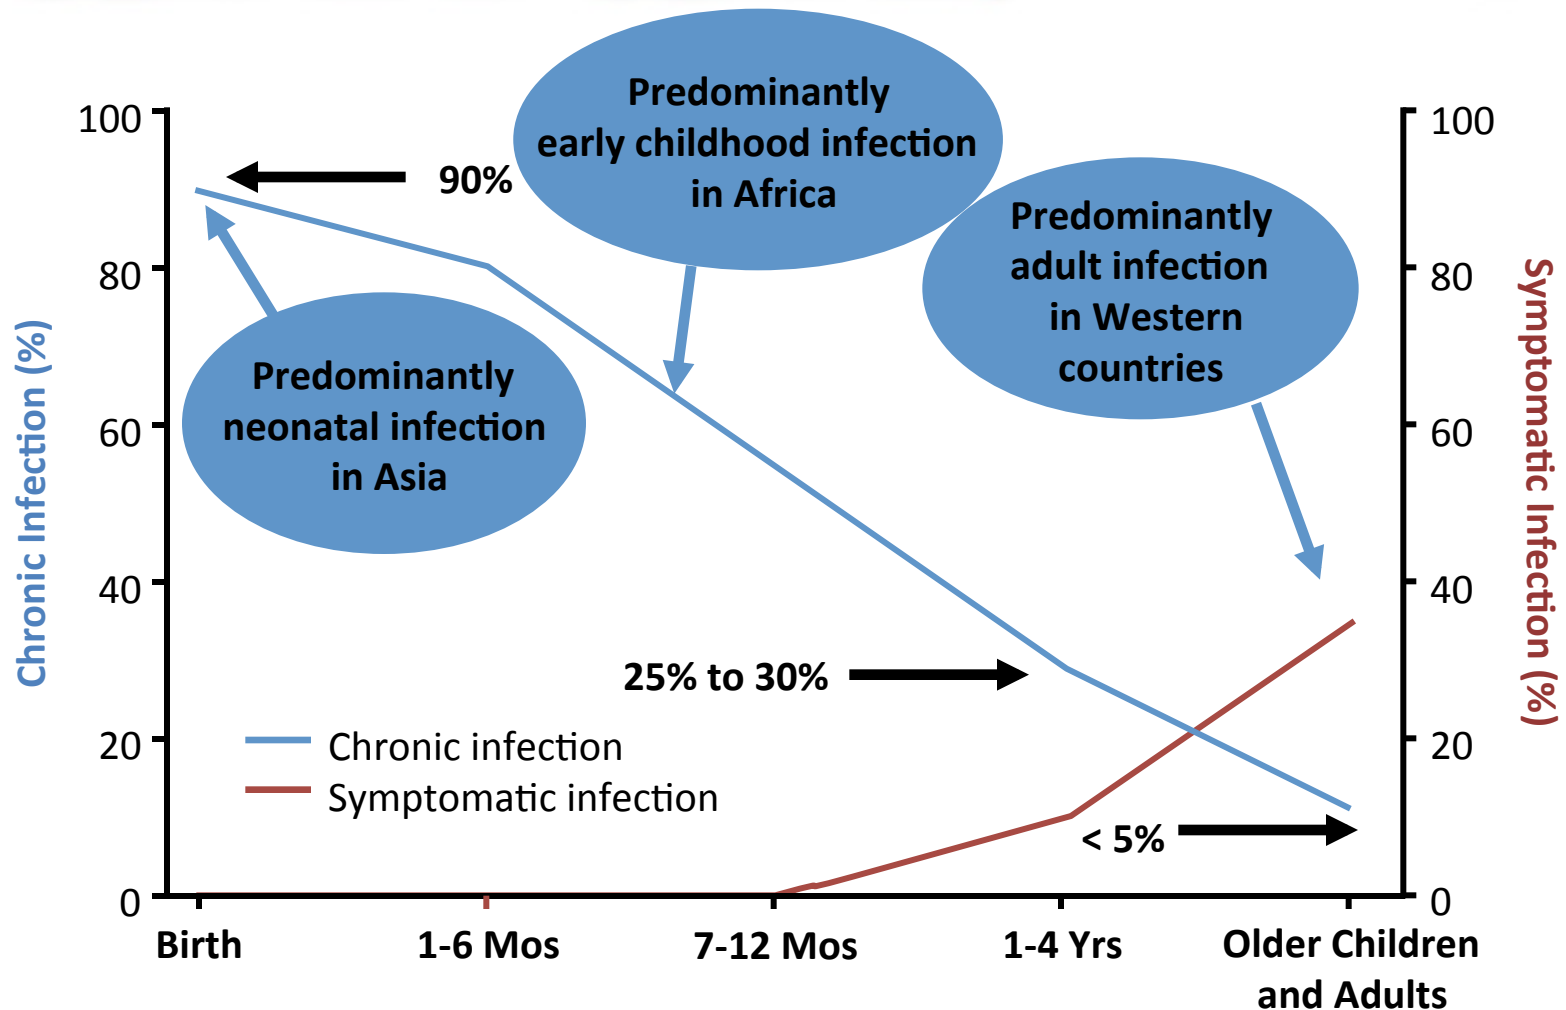 Predominantly
early childhood infection
in Africa
Predominantly
adult infection
in Western
countries
Predominantly
neonatal infection
in Asia
90%
25% to 30%
< 5%
Chronic Infection (%)
100
80
60
40
20
0
Symptomatic Infection (%)
100
80
60
40
20
0
Chronic infection
Symptomatic infection
Birth
1-6 Mos
7-12 Mos
1-4 Yrs
Older Children
and Adults